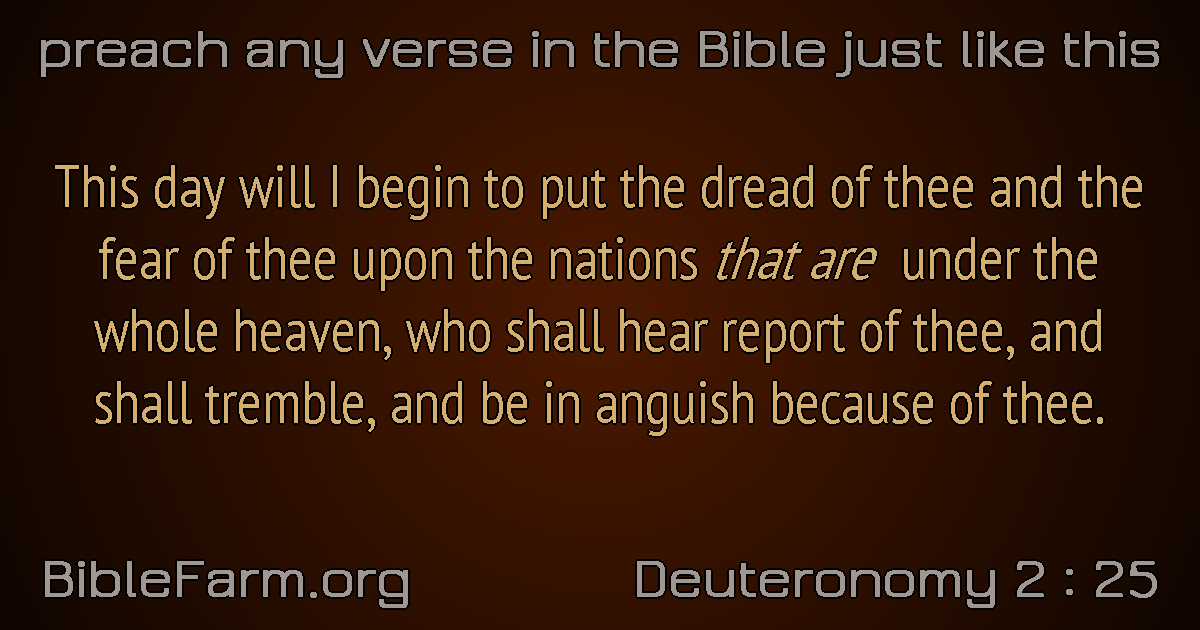 preach any verse in the Bible just like this
This day will I begin to put the dread of thee and the
fear of thee upon the nations that are under the
whole heaven, who shall hear report of thee, and
shall tremble, and be in anguish because of thee.
BibleFarm.org
Deuteronomy 2 : 25